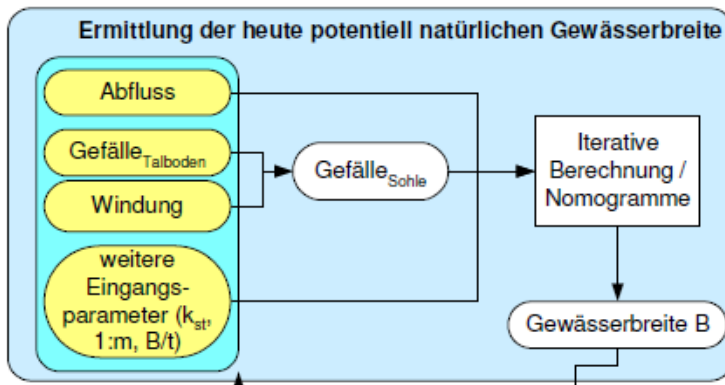 Ermittlung der heute potentiell natürlichen Gewässerbreite
Abfluss
Gefälle_Talboden
Windung
weitere
Eingangs-
parameter (k_st,
1:m, B/t)
Gefälle_Sohle
Iterative
Berechnung /
Nomogramme
Gewässerbreite B